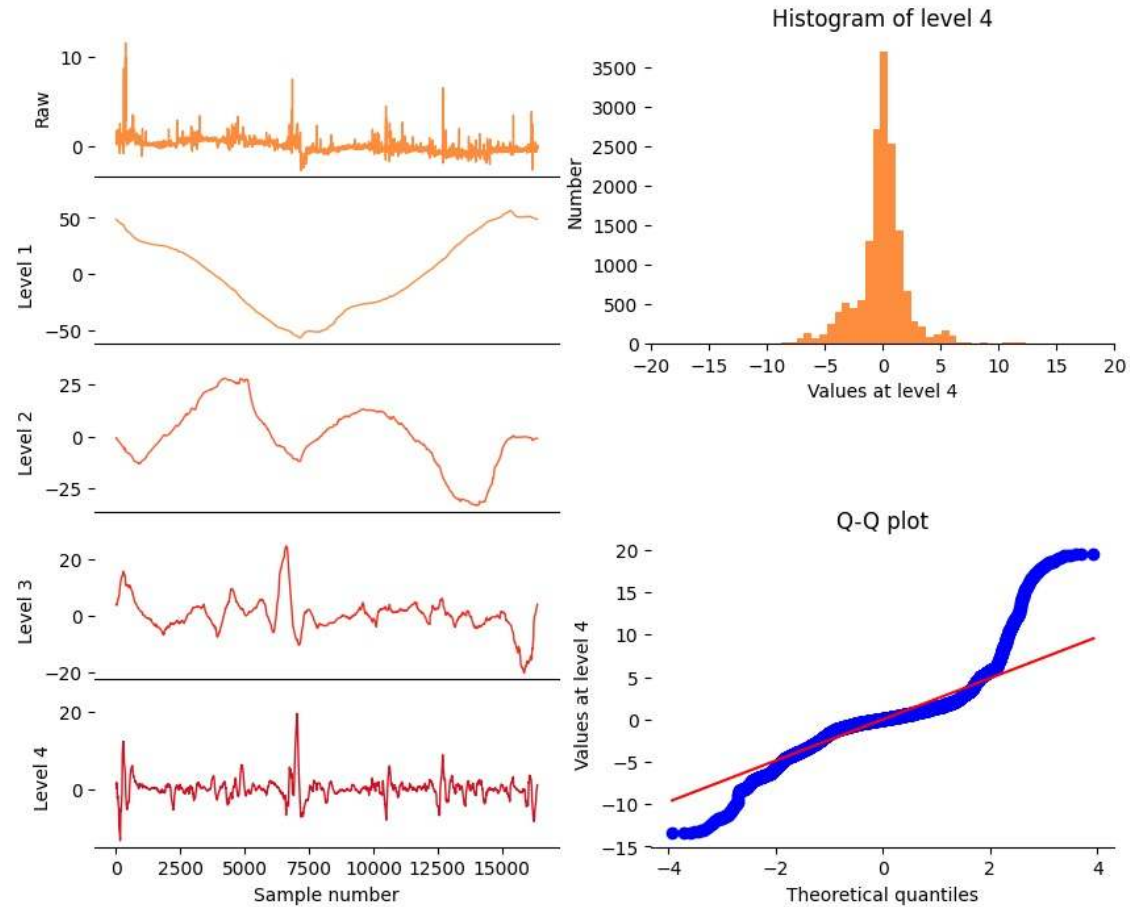 10
0
Raw
50
0
−50
Level 1
25
0
−25
Level 2
20
0
−20
Level 3
20
0
Level 4
0 5000 7500 10000 15000
Sample number
Histogram of level 4
3500
3000
2500
2000
1500
1000
500
0
Number
−20 −15 −10 −5 0 5 10 15 20
Values at level 4
Q-Q plot
20
15
10
5
0
−5
−10
−15
Values at level 4
−4 −2 0 2 4
Theoretical quantiles